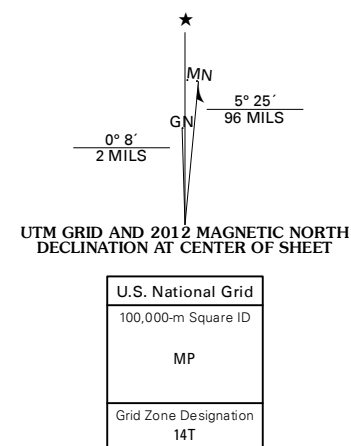 MN
5° 25´
96 MILS
GN
0° 8´
2 MILS
UTM GRID AND 2012 MAGNETIC NORTH
DECLINATION AT CENTER OF SHEET
U.S. National Grid
100,000-m Square ID
MP
Grid Zone Designation
14T